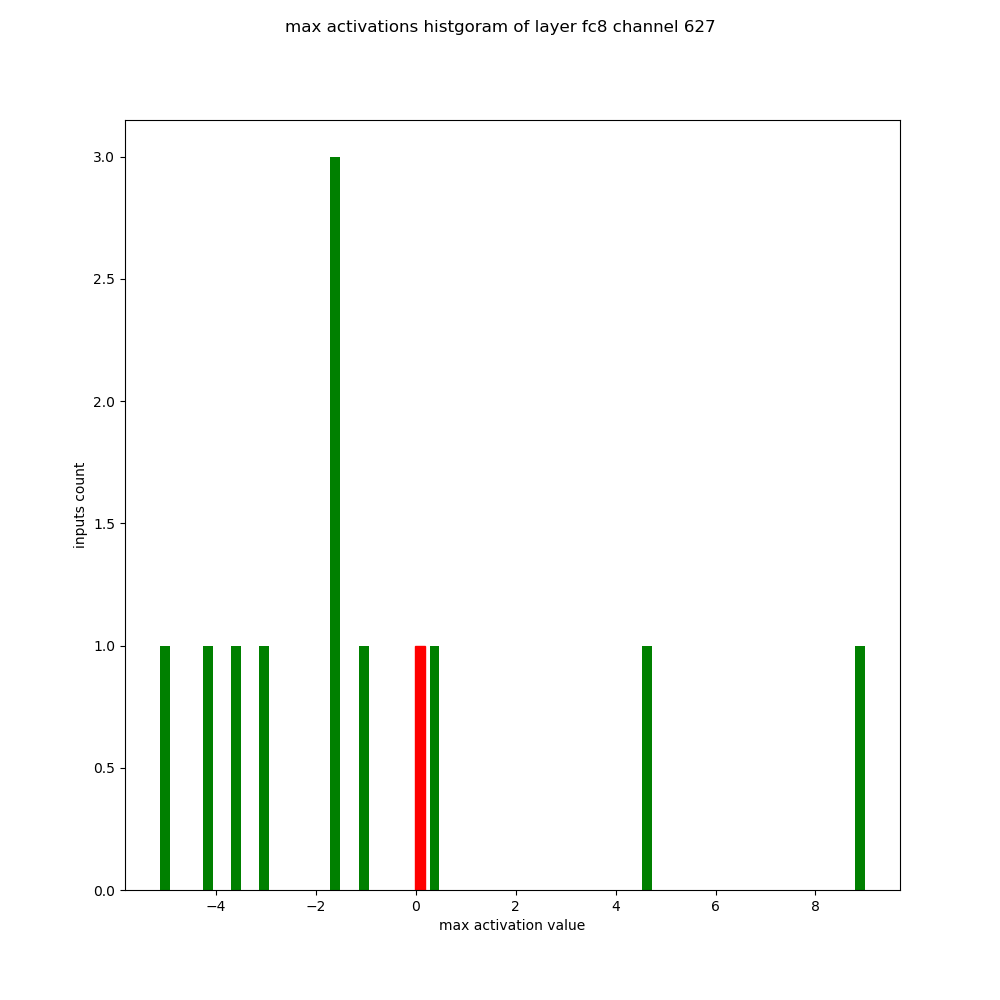 max activations histgoram of layer fc8 channel 627
3.0
2.5
2.0
1.5
1.0
0.5
0.0
inputs count
−4 −2 0 2 4 6 8
max activation value